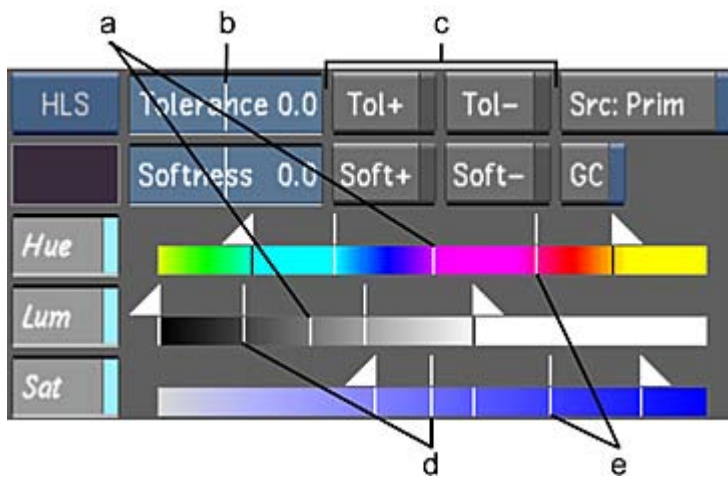 a b c
HLS Tolerance 0.0 Tol+ Tol- Src: Prim
Softness 0.0 Soft+ Soft- GC
Hue
Lum
Sat
d e